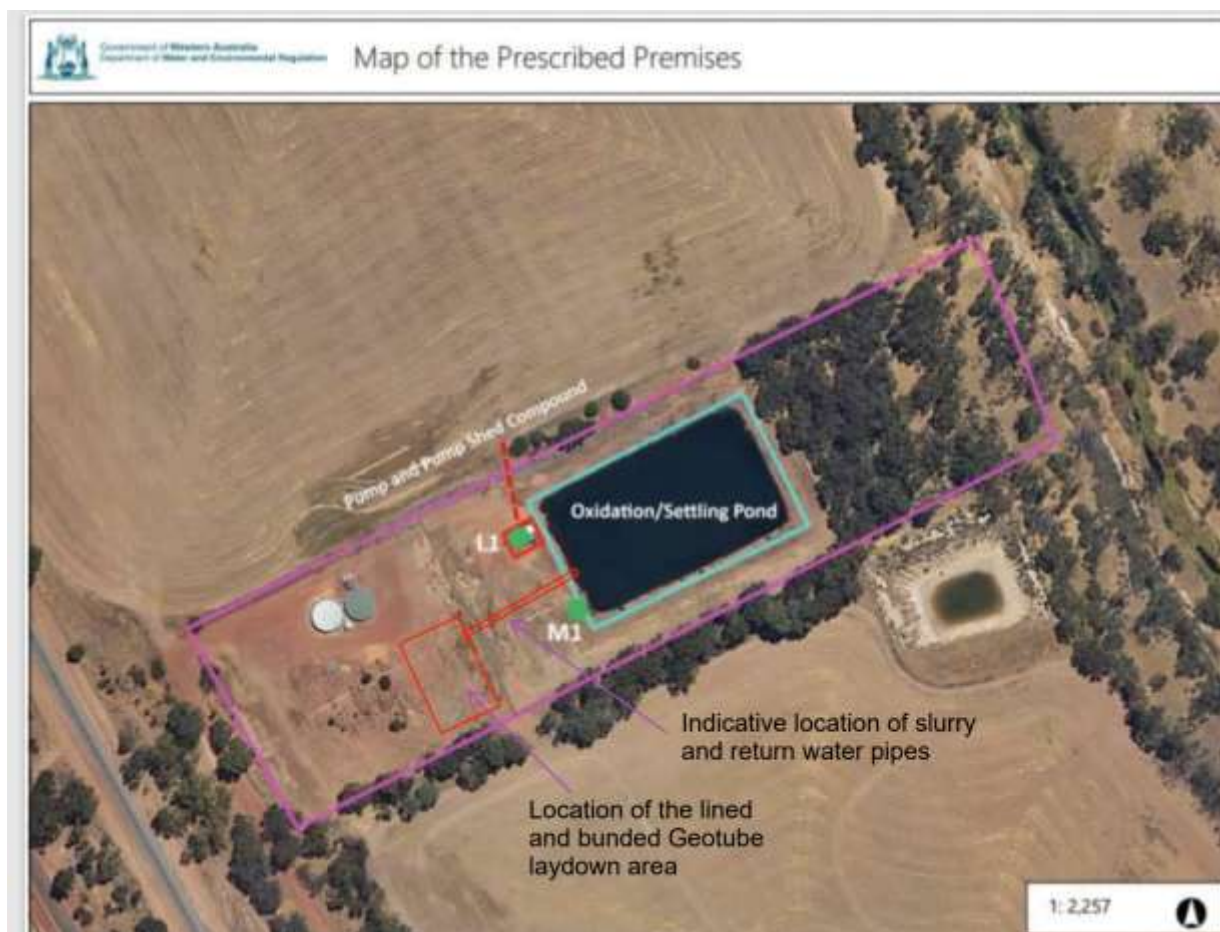 Government of Western Australia
Department of Water and Environmental Regulation
Map of the Prescribed Premises
Pump and Pump Shed Compound
Oxidation/Settling Pond
L1
M1
Indicative location of slurry
and return water pipes
Location of the lined
and bunded Geotube
laydown area
1: 2,257